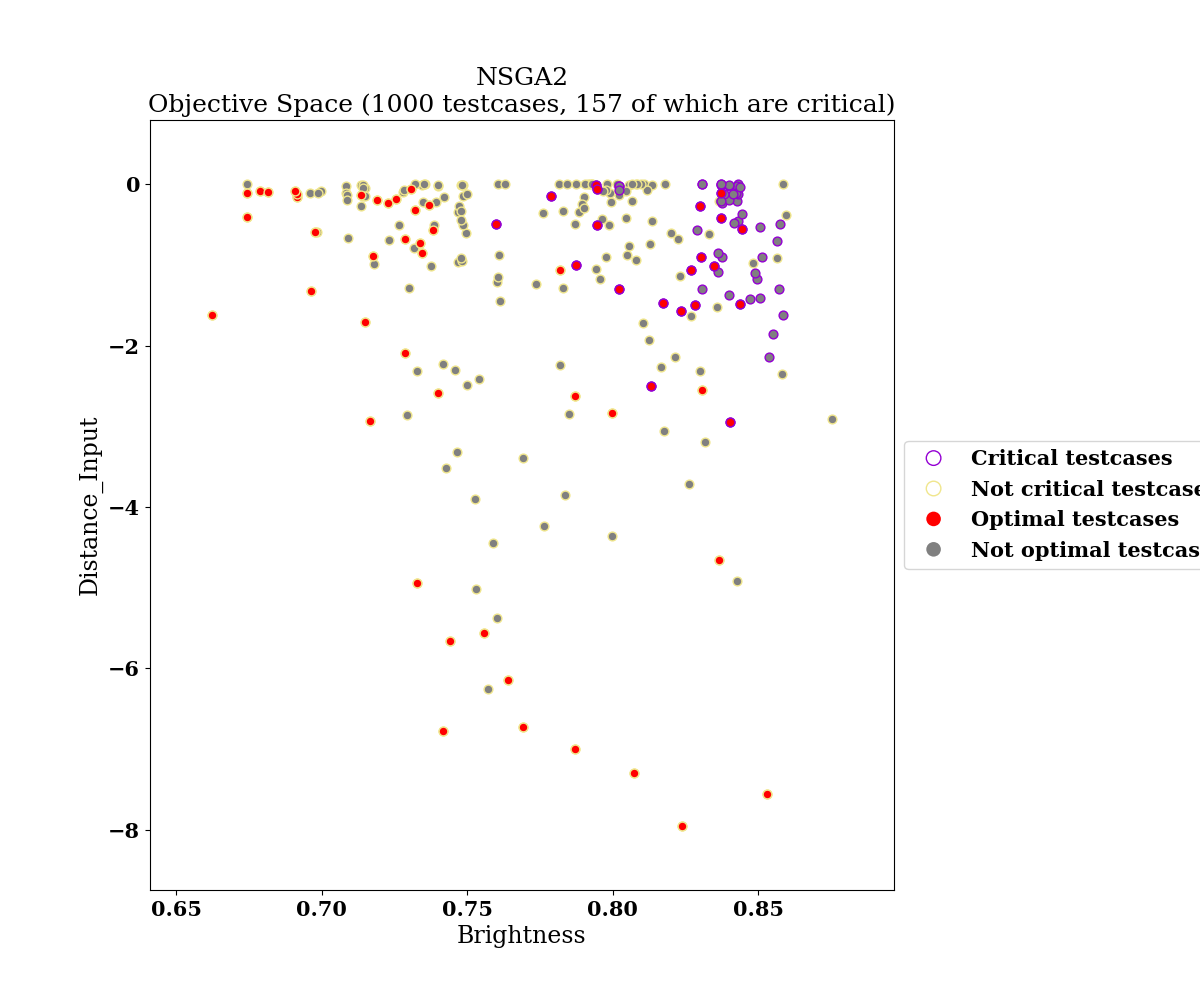 NSGA2
Objective Space (1000 testcases, 157 of which are critical)
0
−2
−4
−6
−8
Distance_Input
0.65 0.70 0.75 0.80 0.85
Brightness
Critical testcases
Not critical testcase
Optimal testcases
Not optimal testcas